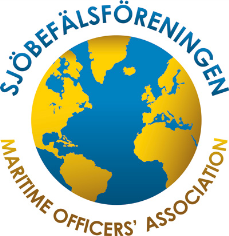 SJÖBEFÄLSFÖRENINGEN
MARITIME OFFICERS' ASSOCIATION